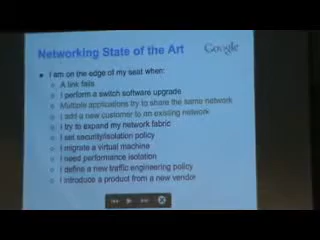 Networking State of the Art
Google
I am on the edge of my seat when:
A link fails
I perform a switch software upgrade
Multiple applications try to share the same network
I add a new customer to an existing network
I try to expand my network fabric
I set security/isolation policy
I migrate a virtual machine
I need performance isolation
I define a new traffic engineering policy
I introduce a product from a new vendor